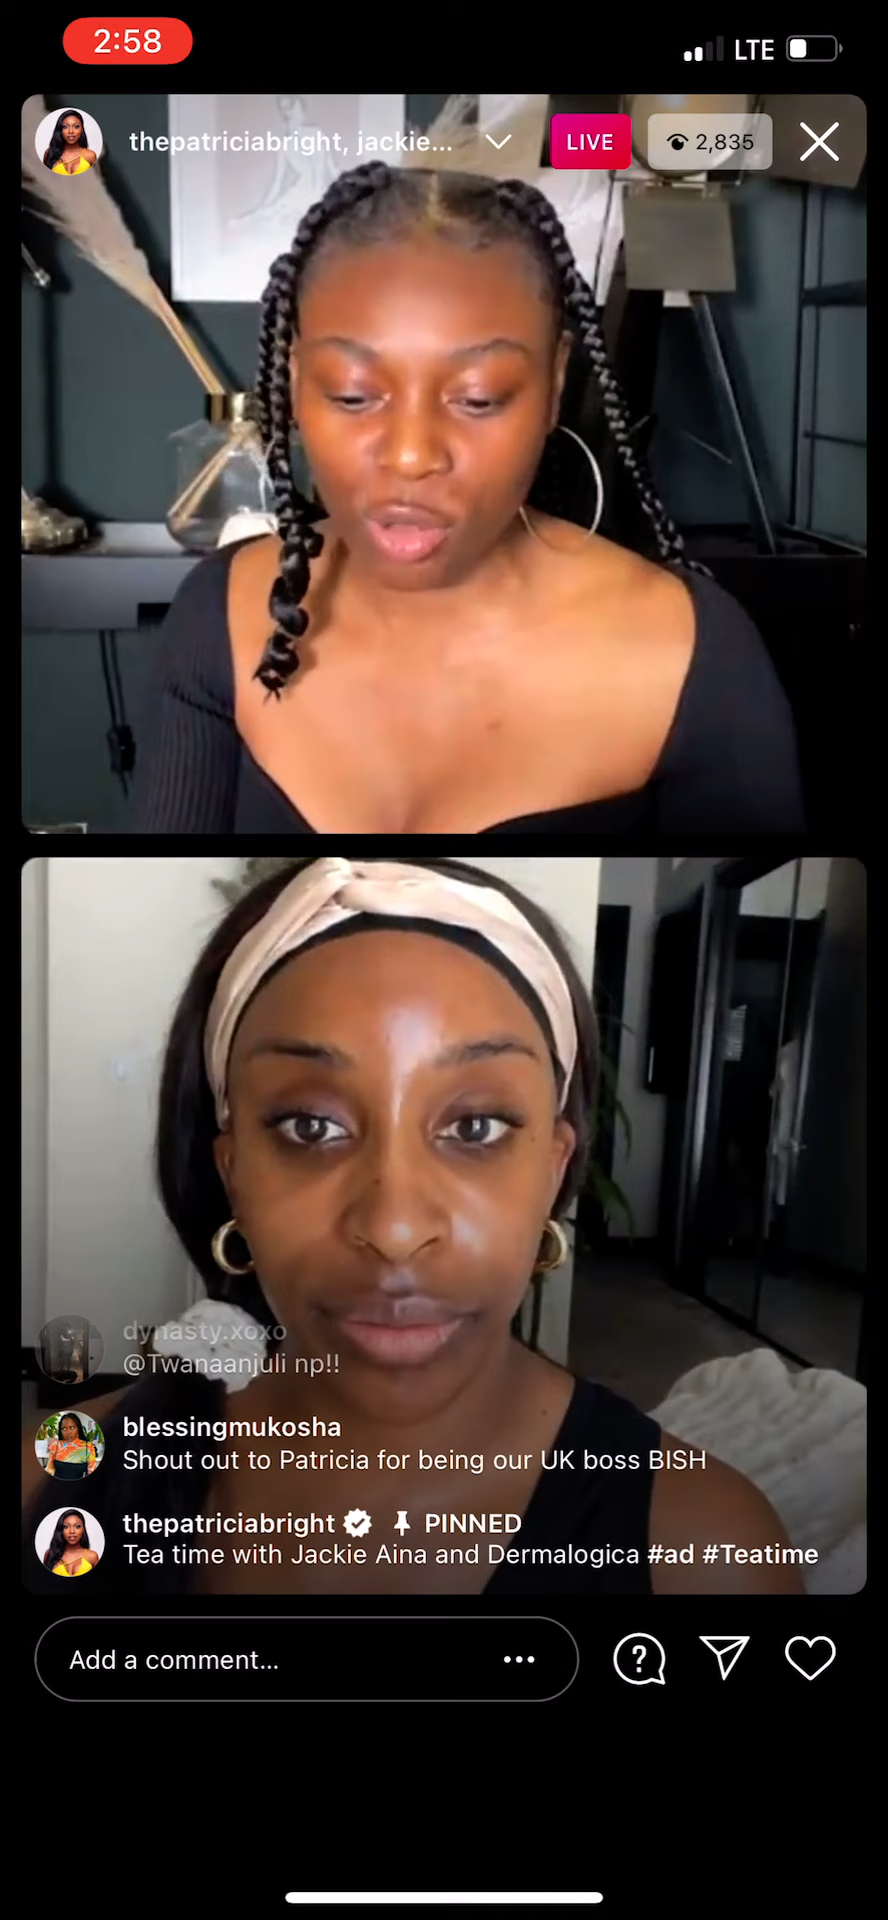 2:58
LTE
thepatriciabright, jackie...
LIVE
2,835
dynasty.xoxo
@Twanaanjuli np!!
blessingmukosha
Shout out to Patricia for being our UK boss BISH
thepatriciabright PINNED
Tea time with Jackie Aina and Dermalogica #ad #Teatime
Add a comment...